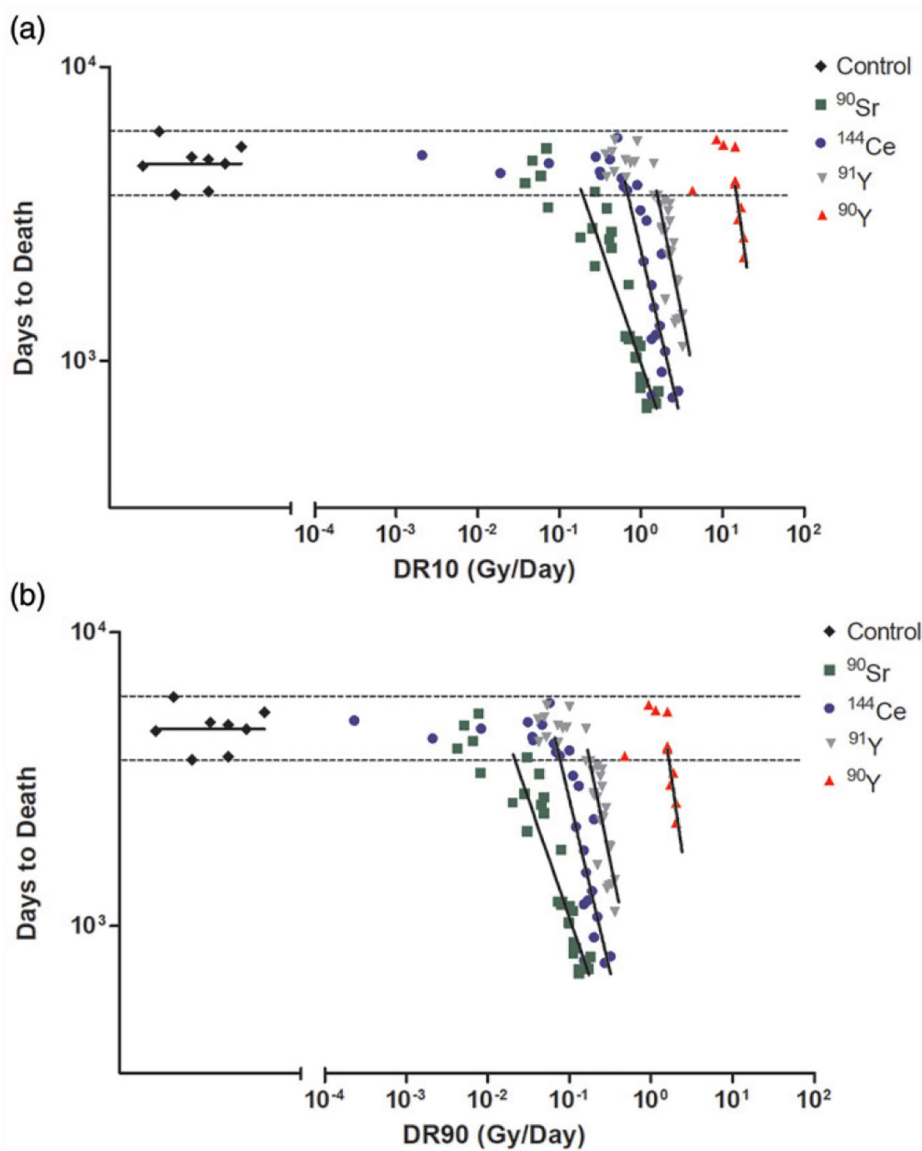 (a)
10⁴
10³
Days to Death
10⁻⁴ 10⁻³ 10⁻² 10⁻¹ 10⁰ 10¹ 10²
DR10 (Gy/Day)
Control
⁹⁰Sr
¹⁴⁴Ce
⁹¹Y
⁹⁰Y
(b)
10⁴
10³
Days to Death
10⁻⁴ 10⁻³ 10⁻² 10⁻¹ 10⁰ 10¹ 10²
DR90 (Gy/Day)
Control
⁹⁰Sr
¹⁴⁴Ce
⁹¹Y
⁹⁰Y